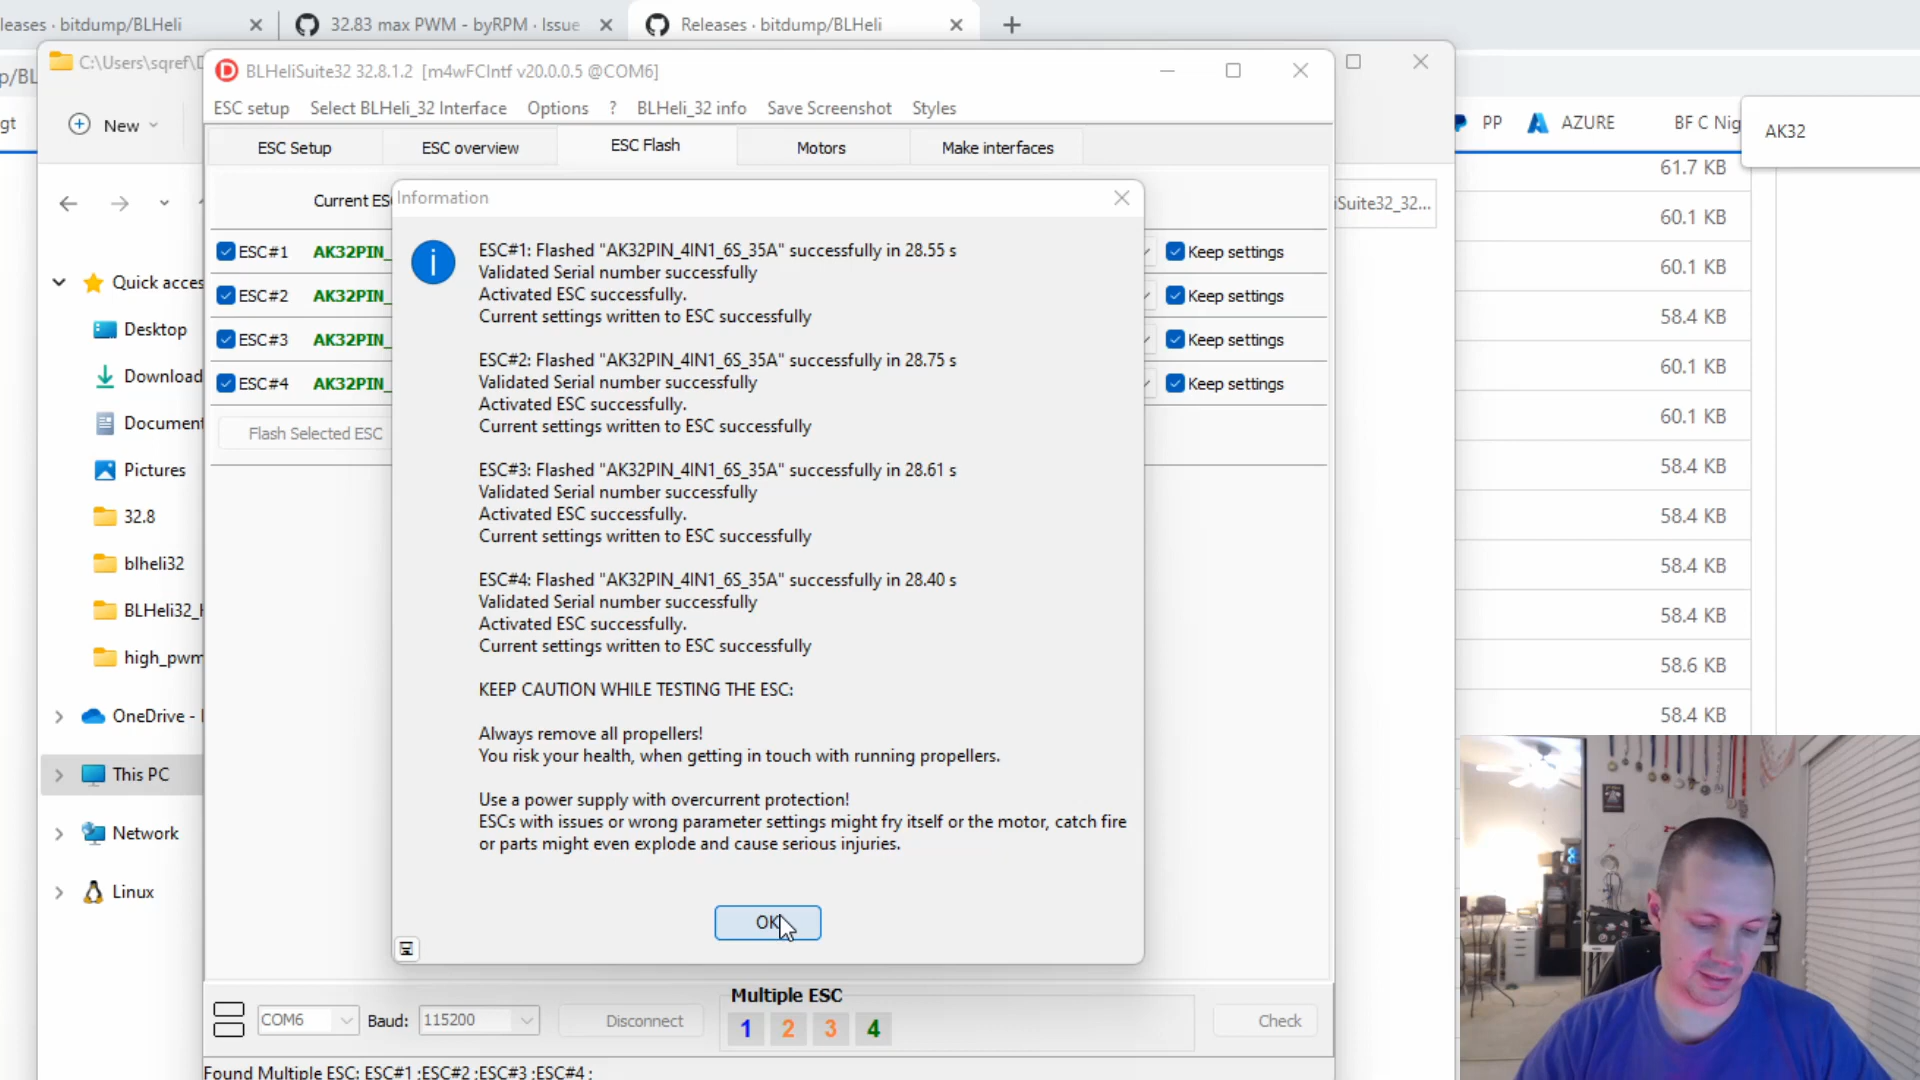 eases · bitdump/BLHeli
32.83 max PWM - byRPM · Issue
Releases · bitdump/BLHeli
C:\Users\sqref\D
p/BL
BLHeliSuite32 32.8.1.2 [m4wFCIntf v20.0.0.5 @COM6]
ESC setup Select BLHeli_32 Interface Options ? BLHeli_32 info Save Screenshot Styles
gt
New
PP
AZURE
BF C Nig
AK32
ESC Setup ESC overview ESC Flash Motors Make interfaces
61.7 KB
Current ES
Information
iSuite32_32...
60.1 KB
ESC#1 AK32PIN_
Keep settings
ESC#2 AK32PIN_
Keep settings
ESC#3 AK32PIN_
Keep settings
ESC#4 AK32PIN_
Keep settings
Flash Selected ESC
ESC#1: Flashed "AK32PIN_4IN1_6S_35A" successfully in 28.55 s
Validated Serial number successfully
Activated ESC successfully.
Current settings written to ESC successfully
ESC#2: Flashed "AK32PIN_4IN1_6S_35A" successfully in 28.75 s
Validated Serial number successfully
Activated ESC successfully.
Current settings written to ESC successfully
ESC#3: Flashed "AK32PIN_4IN1_6S_35A" successfully in 28.61 s
Validated Serial number successfully
Activated ESC successfully.
Current settings written to ESC successfully
ESC#4: Flashed "AK32PIN_4IN1_6S_35A" successfully in 28.40 s
Validated Serial number successfully
Activated ESC successfully.
Current settings written to ESC successfully
KEEP CAUTION WHILE TESTING THE ESC:
Always remove all propellers!
You risk your health, when getting in touch with running propellers.
Use a power supply with overcurrent protection!
ESCs with issues or wrong parameter settings might fry itself or the motor, catch fire
or parts might even explode and cause serious injuries.
OK
Quick acces
Desktop
Download
Document
Pictures
32.8
blheli32
BLHeli32_H
high_pwm
OneDrive -
This PC
Network
Linux
60.1 KB
58.4 KB
60.1 KB
60.1 KB
58.4 KB
58.4 KB
58.4 KB
58.4 KB
58.6 KB
58.4 KB
Multiple ESC
COM6 Baud: 115200 Disconnect 1 2 3 4 Check
Found Multiple ESC: ESC#1 ;ESC#2 ;ESC#3 ;ESC#4 ;